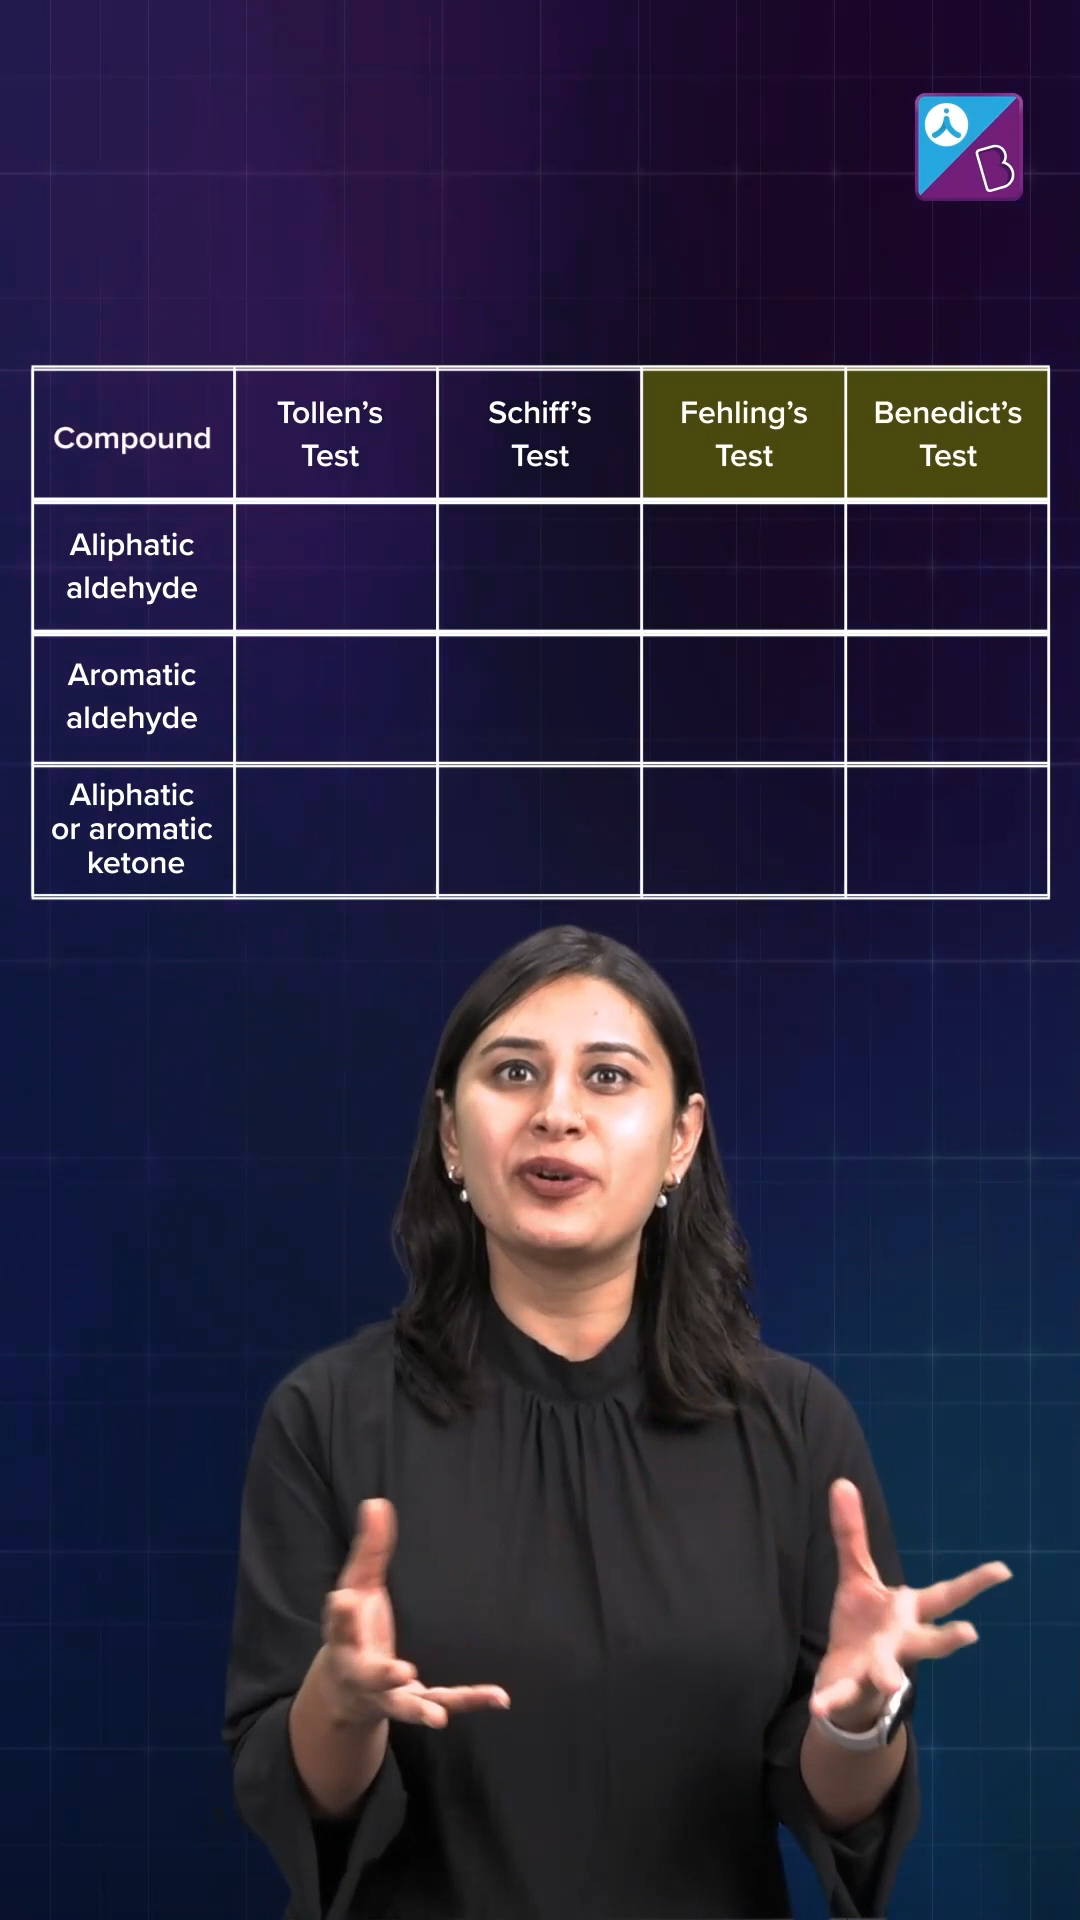 Compound
Tollen's
Test
Schiff's
Test
Fehling's
Test
Benedict's
Test
Aliphatic
aldehyde
Aromatic
aldehyde
Aliphatic
or aromatic
ketone
B